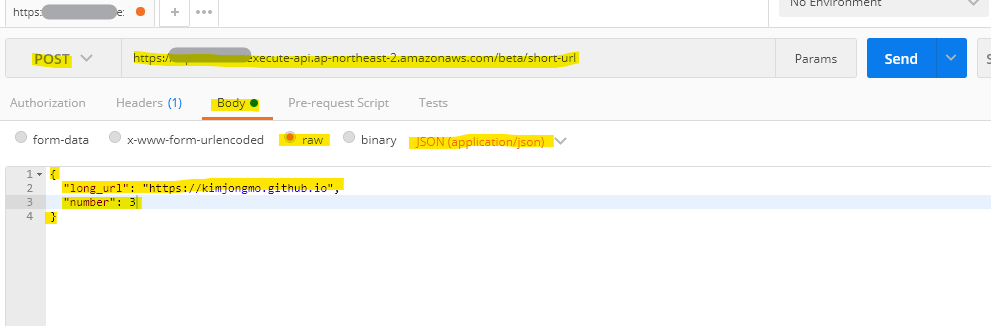 https:
e:
+
•••
No Environment
POST
https:/
execute-api.ap-northeast-2.amazonaws.com/beta/short-url
Params
Send
Authorization
Headers (1)
Body
Pre-request Script
Tests
form-data
x-www-form-urlencoded
raw
binary
JSON (application/json)
1 {
2 "long_url": "https://kimjongmo.github.io",
3 "number": 3
4 }